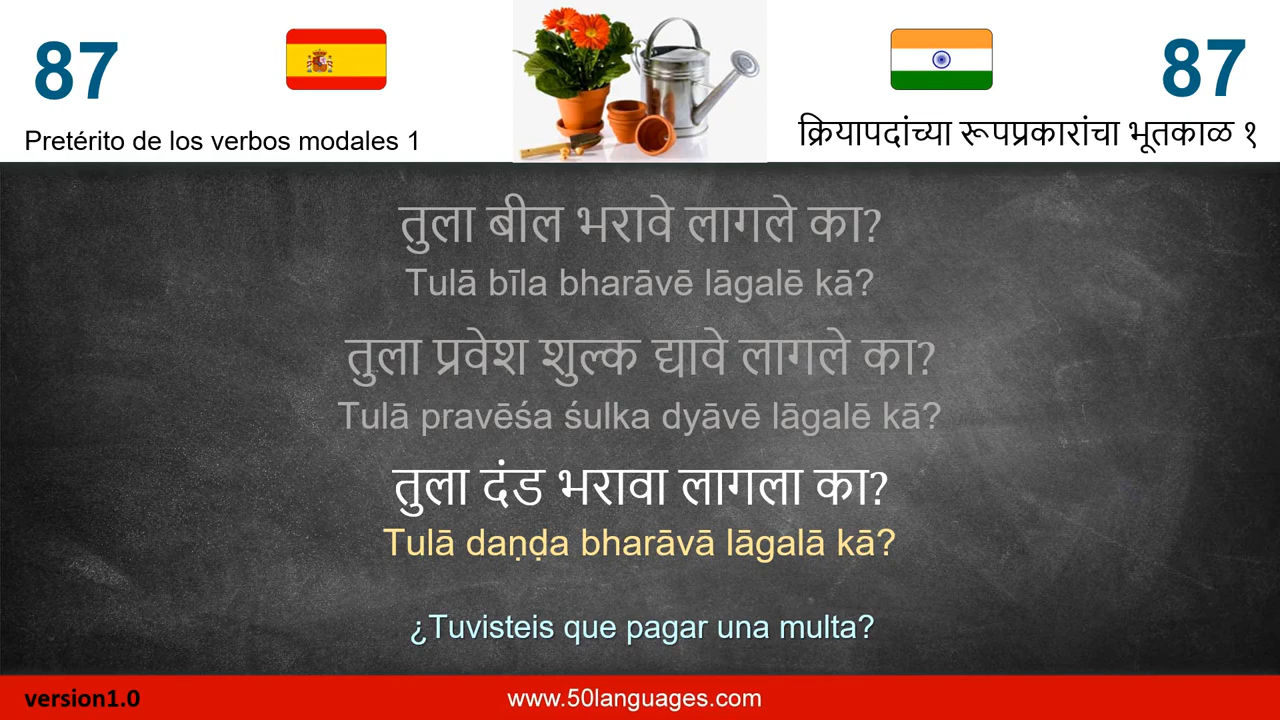 87
87
Pretérito de los verbos modales 1
क्रियापदांच्या रूपप्रकारांचा भूतकाळ १
तुला बील भरावे लागले का?
Tulā bīla bharāvē lāgalē kā?
तुला प्रवेश शुल्क द्यावे लागले का?
Tulā pravēśa śulka dyāvē lāgalē kā?
तुला दंड भरावा लागला का?
Tulā daṇḍa bharāvā lāgalā kā?
¿Tuvisteis que pagar una multa?
version1.0
www.50languages.com